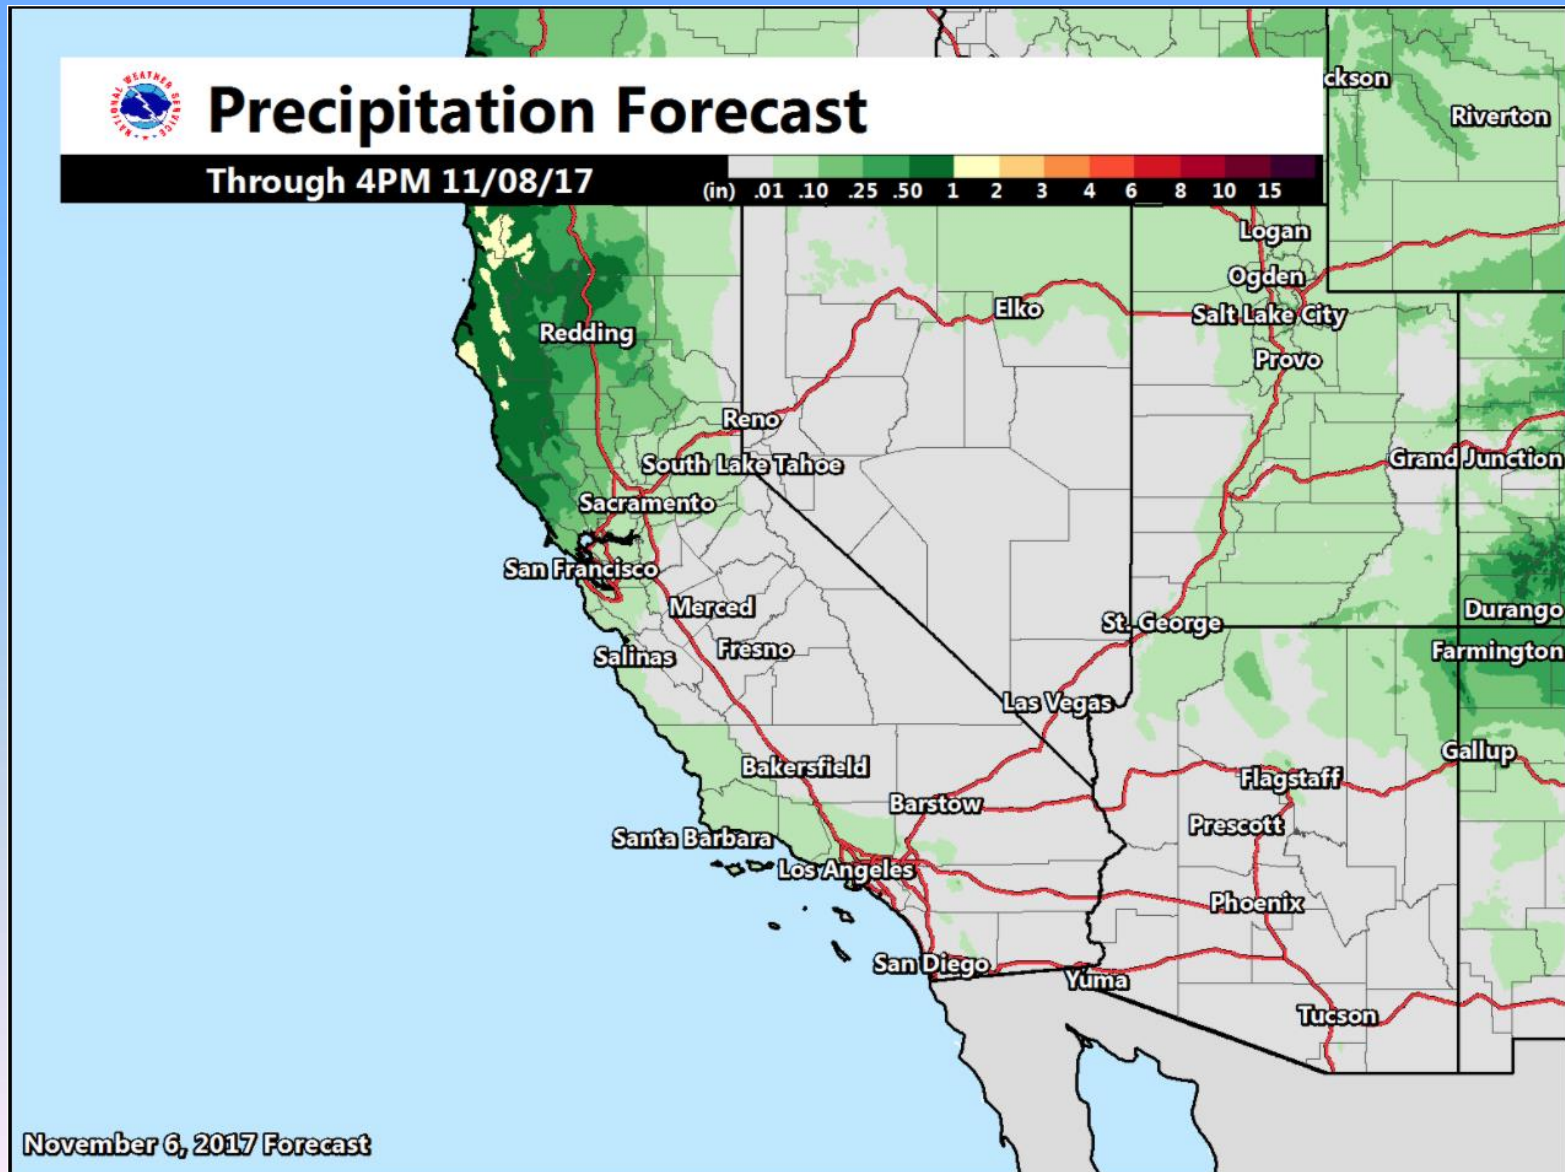 NATIONAL WEATHER SERVICE
Precipitation Forecast
Through 4PM 11/08/17
(in) .01 .10 .25 .50 1 2 3 4 6 8 10 15
ckson
Riverton
Logan
Ogden
Elko
Salt Lake City
Redding
Provo
Reno
South Lake Tahoe
Grand Junction
Sacramento
San Francisco
Merced
Durango
St. George
Fresno
Farmington
Salinas
Las Vegas
Gallup
Bakersfield
Flagstaff
Barstow
Prescott
Santa Barbara
Los Angeles
Phoenix
San Diego
Yuma
Tucson
November 6, 2017 Forecast